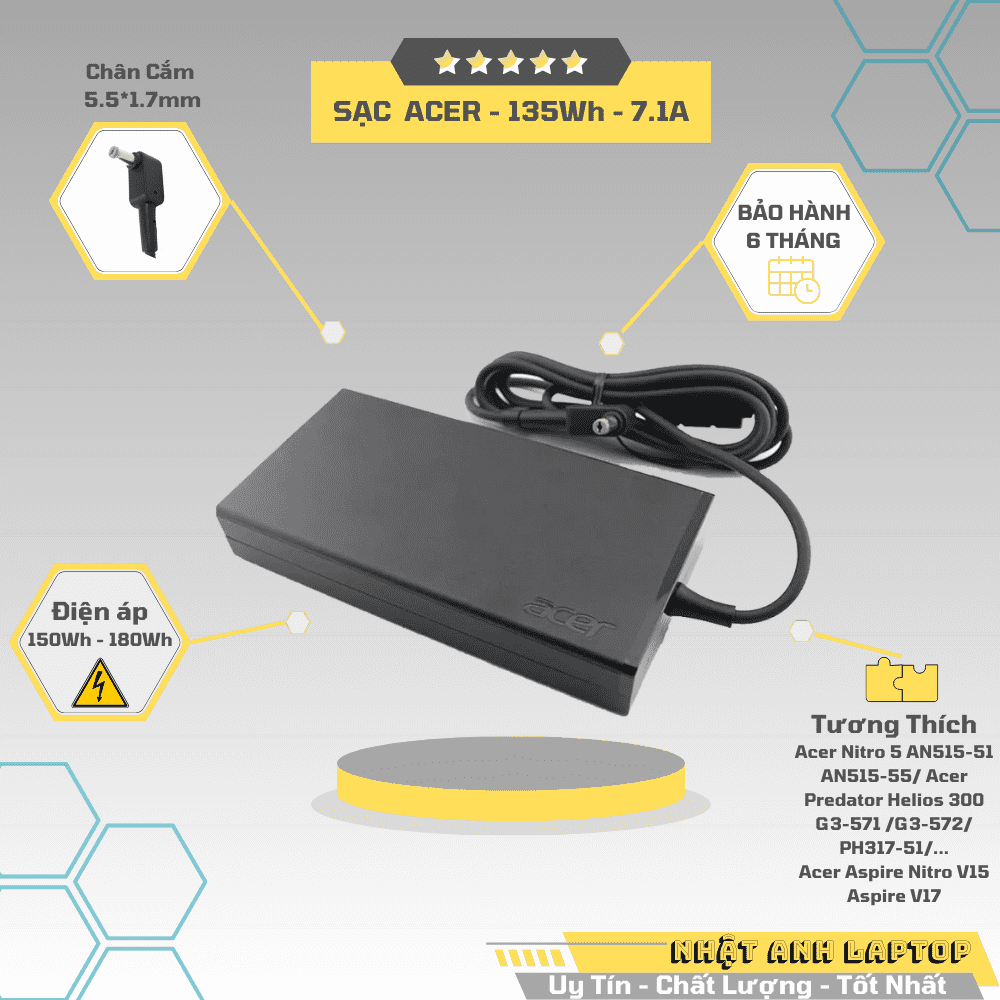 Chân Cắm
5.5*1.7mm
SẠC ACER - 135Wh - 7.1A
BẢO HÀNH
6 THÁNG
acer
Điện áp
150Wh - 180Wh
Tương Thích
Acer Nitro 5 AN515-51
AN515-55/ Acer
Predator Helios 300
G3-571 /G3-572/
PH317-51/...
Acer Aspire Nitro V15
Aspire V17
NHẬT ANH LAPTOP
Uy Tín - Chất Lượng - Tốt Nhất